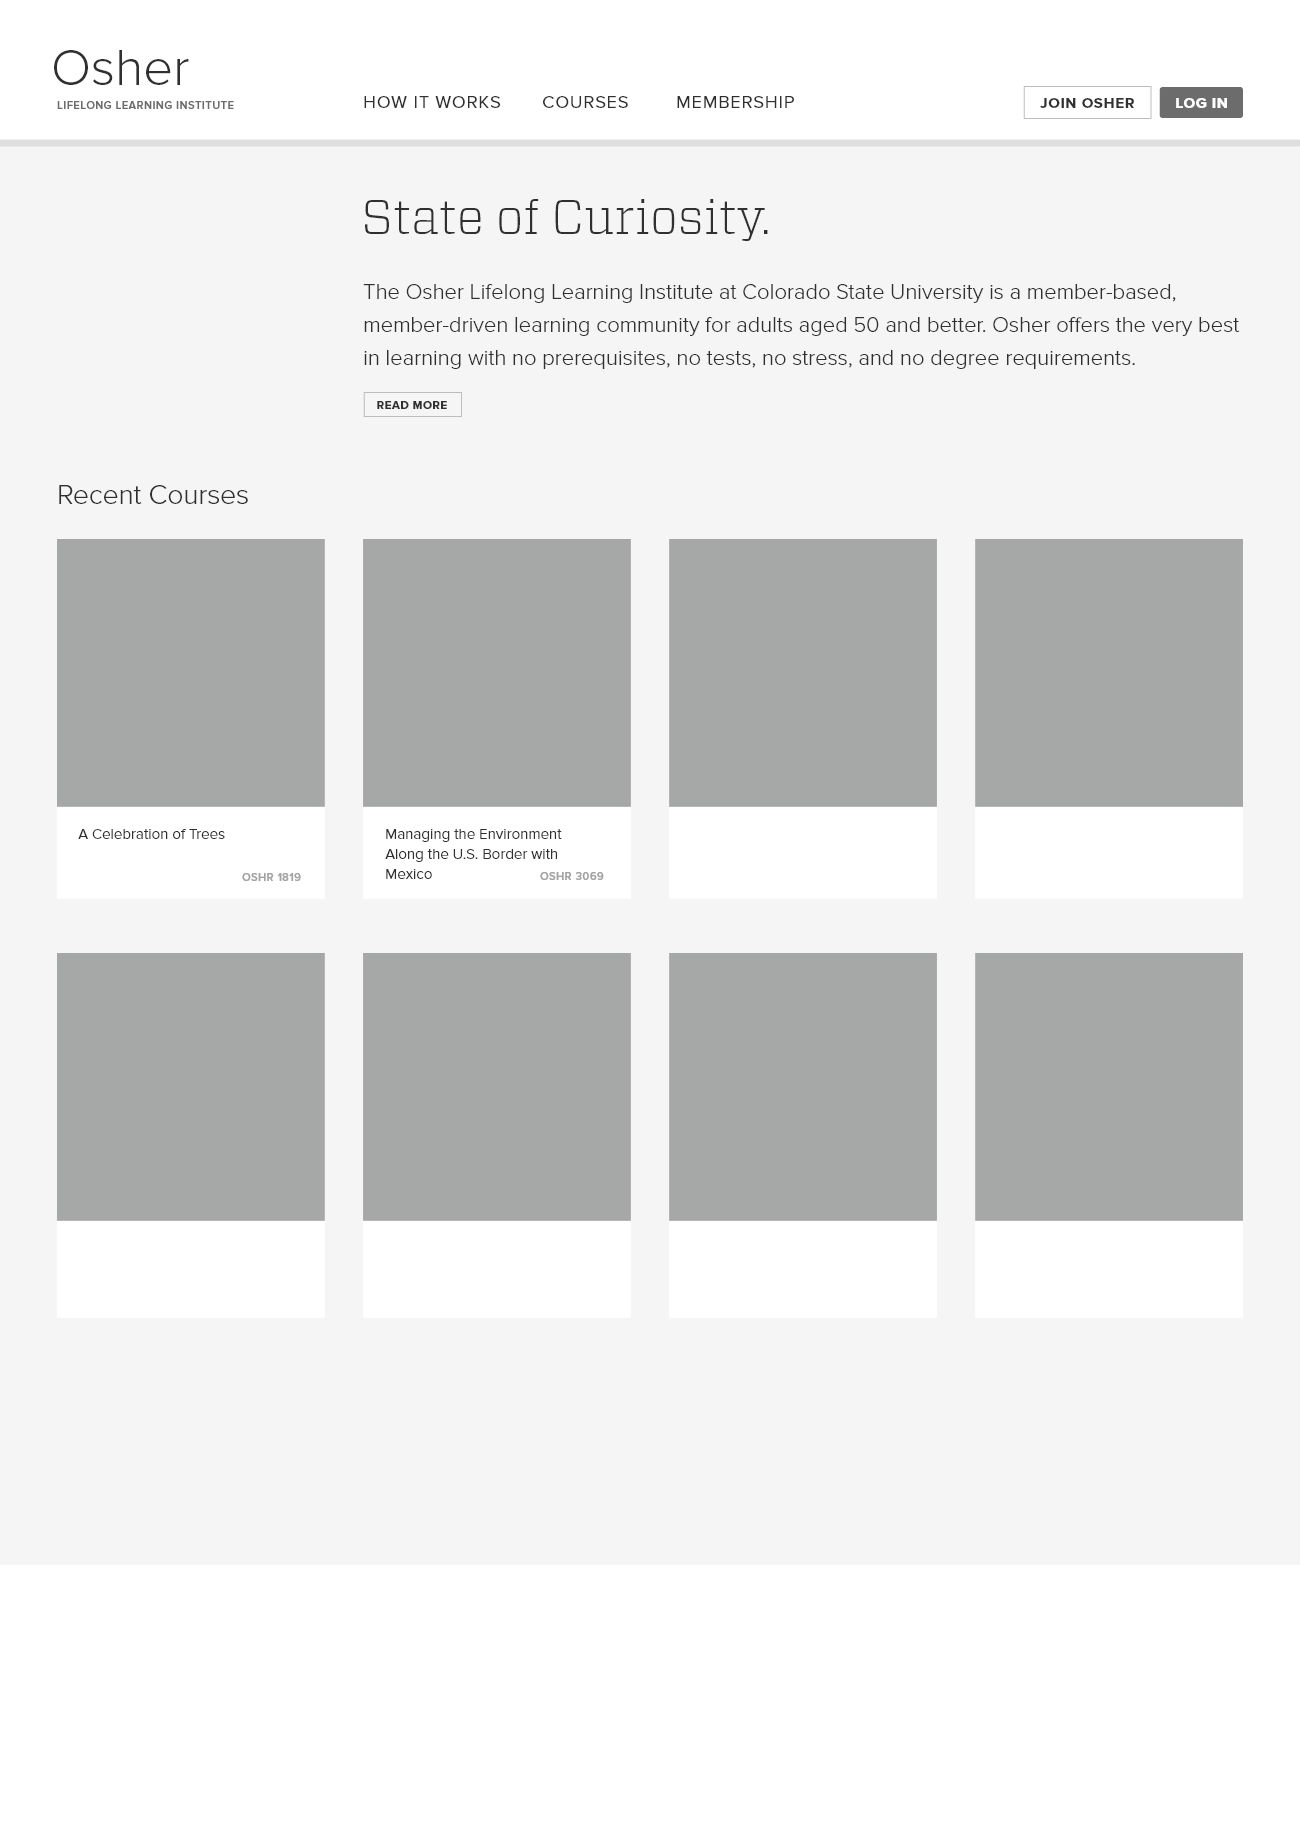 Osher
LIFELONG LEARNING INSTITUTE
HOW IT WORKS
COURSES
MEMBERSHIP
JOIN OSHER
LOG IN
State of Curiosity.
The Osher Lifelong Learning Institute at Colorado State University is a member-based,
member-driven learning community for adults aged 50 and better. Osher offers the very best
in learning with no prerequisites, no tests, no stress, and no degree requirements.
READ MORE
Recent Courses
A Celebration of Trees
OSHR 1819
Managing the Environment
Along the U.S. Border with
Mexico
OSHR 3069